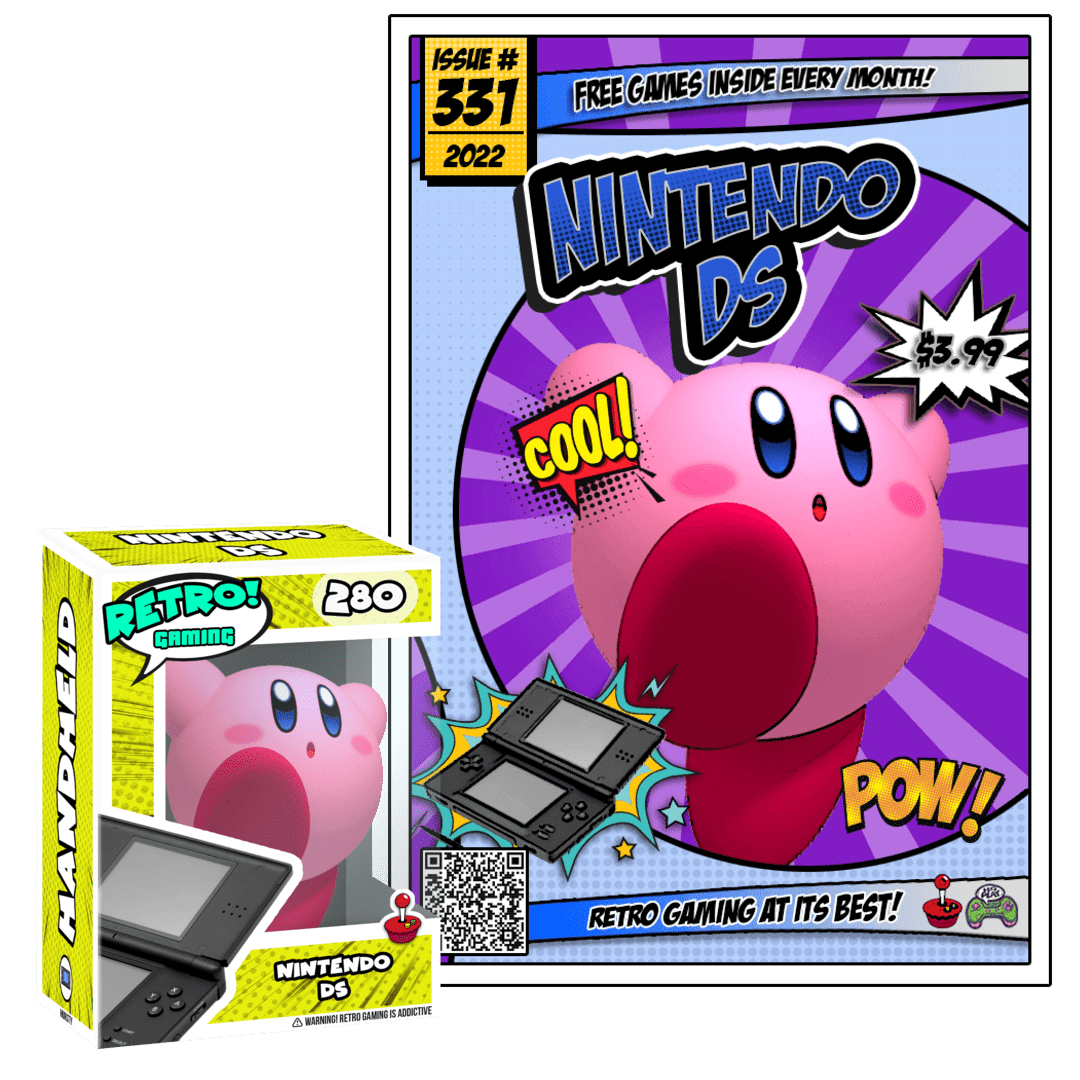 ISSUE #
331
2022
FREE GAMES INSIDE EVERY MONTH!
NINTENDO
DS
$3.99
COOL!
POW!
RETRO GAMING AT ITS BEST!
NINTENDO
DS
RETRO!
GAMING
280
HANDHELD
NINTENDO
DS
⚠ WARNING! RETRO GAMING IS ADDICTIVE